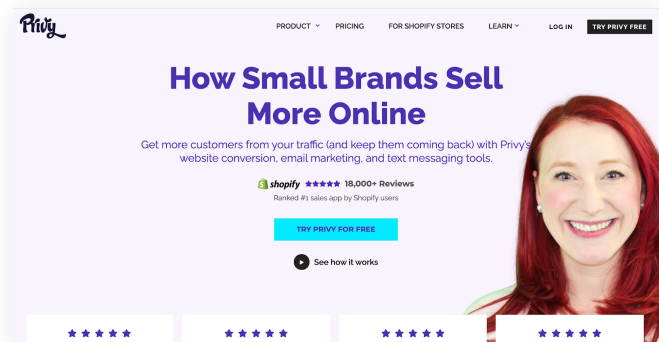 Privy
PRODUCT
PRICING
FOR SHOPIFY STORES
LEARN
LOG IN
TRY PRIVY FREE
How Small Brands Sell
More Online
Get more customers from your traffic (and keep them coming back) with Privy's
website conversion, email marketing, and text messaging tools.
shopify 18,000+ Reviews
Ranked #1 sales app by Shopify users
TRY PRIVY FOR FREE
See how it works